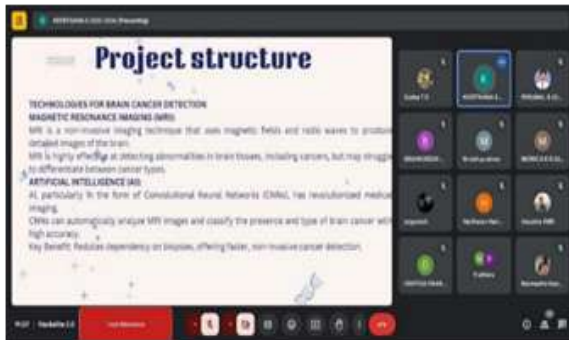 (Presenting)
Project structure
TECHNOLOGIES FOR BRAIN CANCER DETECTION
MAGNETIC RESONANCE IMAGING (MRI)
MRI is a non-invasive imaging technique that uses magnetic fields and radio waves to produce
detailed images of the brain.
MRI is highly effective at detecting abnormalities in brain tissues, including cancers, but may struggle
to differentiate between cancer types.
ARTIFICIAL INTELLIGENCE (AI)
AI, particularly in the form of Convolutional Neural Networks (CNNs), has revolutionized medical
imaging.
CNNs can automatically analyze MRI images and classify the presence and type of brain cancer with
high accuracy.
Key Benefit: Reduces dependency on biopsies, offering faster, non-invasive cancer detection.